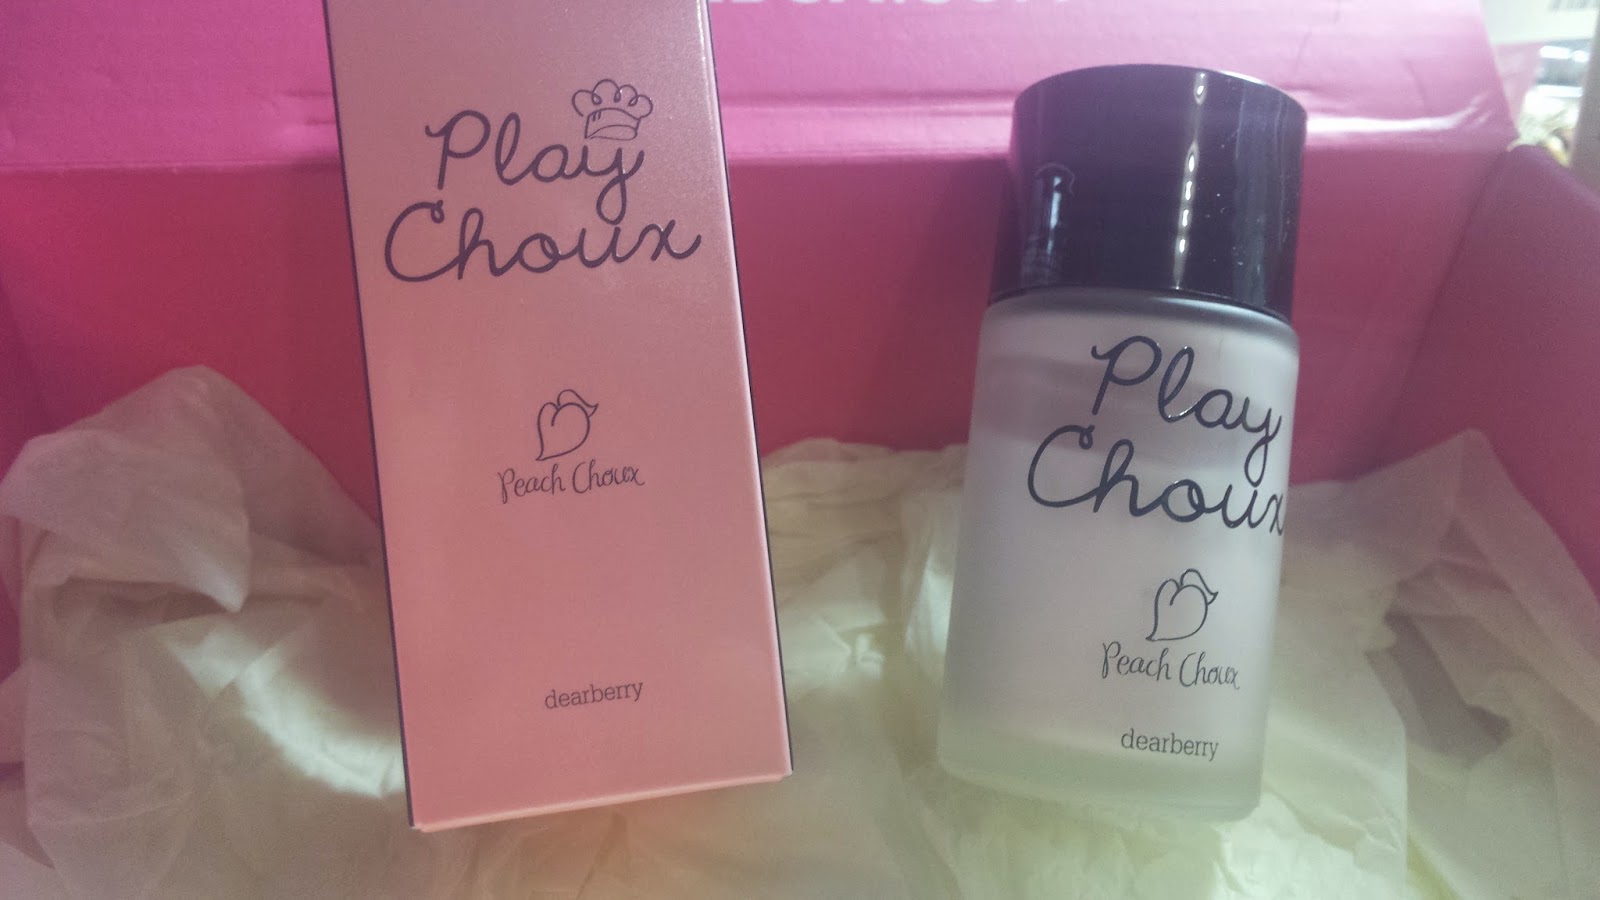 Play
Choux
Peach Choux
dearberry
Play
Choux
Peach Choux
dearberry